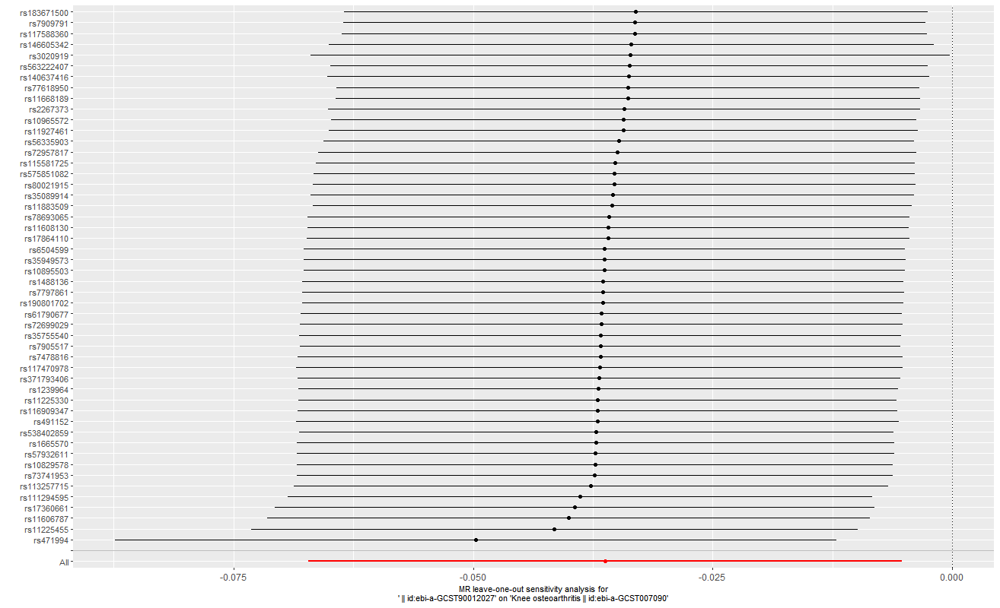 rs183671500
rs7909791
rs117588360
rs146605342
rs3020919
rs563222407
rs140637416
rs77618950
rs11668189
rs2267373
rs10965572
rs11927461
rs56335903
rs72957817
rs115581725
rs575851082
rs80021915
rs35089914
rs11883509
rs78693065
rs11608130
rs17864110
rs6504599
rs35949573
rs10895503
rs1488136
rs7797861
rs190801702
rs61790677
rs72699029
rs35755540
rs7905517
rs7478816
rs117470978
rs371793406
rs1239964
rs11225330
rs116909347
rs491152
rs538402859
rs1665570
rs57932611
rs10829578
rs73741953
rs113257715
rs111294595
rs17360661
rs11606787
rs11225455
rs471994
All
-0.075 -0.050 -0.025 0.000
MR leave-one-out sensitivity analysis for
' || id:ebi-a-GCST90012027' on 'Knee osteoarthritis || id:ebi-a-GCST007090'